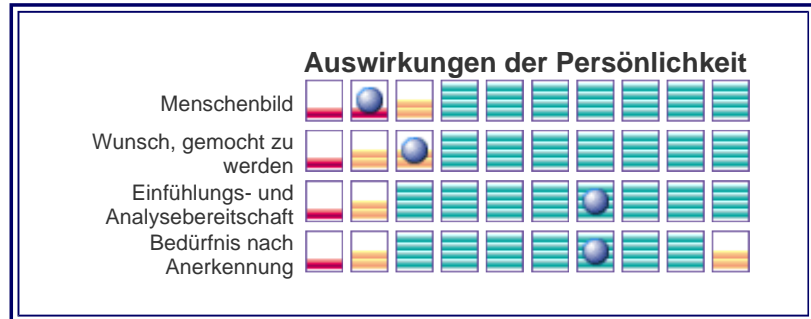 Auswirkungen der Persönlichkeit
Menschenbild
Wunsch, gemocht zu
werden
Einfühlungs- und
Analysebereitschaft
Bedürfnis nach
Anerkennung